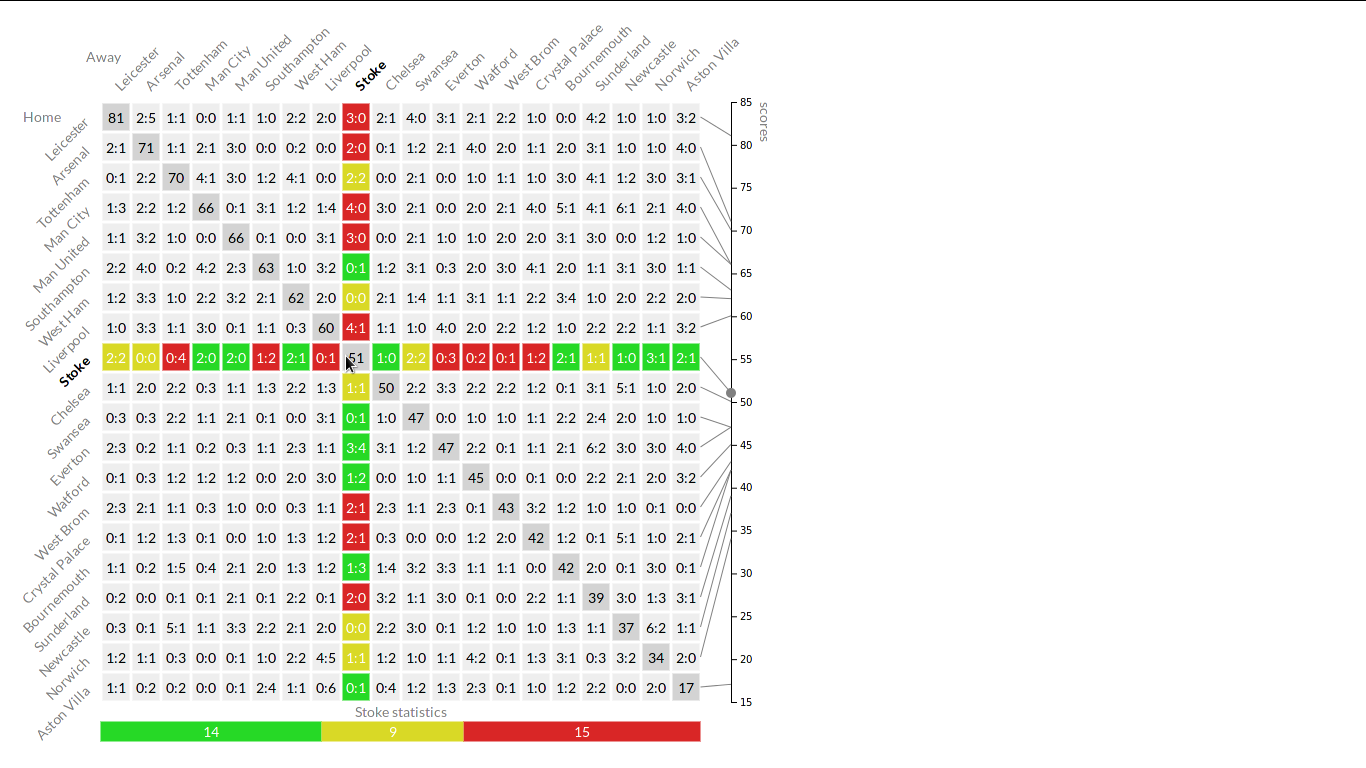 Away Leicester Arsenal Tottenham Man City Man United Southampton West Ham Liverpool Stoke Chelsea Swansea Everton Watford West Brom Crystal Palace Bournemouth Sunderland Newcastle Norwich Aston Villa
Home
Leicester 81 2:5 1:1 0:0 1:1 1:0 2:2 2:0 3:0 2:1 4:0 3:1 2:1 2:2 1:0 0:0 4:2 1:0 1:0 3:2
Arsenal 2:1 71 1:1 2:1 3:0 0:0 0:2 0:0 2:0 0:1 1:2 2:1 4:0 2:0 1:1 2:0 3:1 1:0 1:0 4:0
Tottenham 0:1 2:2 70 4:1 3:0 1:2 4:1 0:0 2:2 0:0 2:1 0:0 1:0 1:1 1:0 3:0 4:1 1:2 3:0 3:1
Man City 1:3 2:2 1:2 66 0:1 3:1 1:2 1:4 4:0 3:0 2:1 0:0 2:0 2:1 4:0 5:1 4:1 6:1 2:1 4:0
Man United 1:1 3:2 1:0 0:0 66 0:1 0:0 3:1 3:0 0:0 2:1 1:0 1:0 2:0 2:0 3:1 3:0 0:0 1:2 1:0
Southampton 2:2 4:0 0:2 4:2 2:3 63 1:0 3:2 0:1 1:2 3:1 0:3 2:0 3:0 4:1 2:0 1:1 3:1 3:0 1:1
West Ham 1:2 3:3 1:0 2:2 3:2 2:1 62 2:0 0:0 2:1 1:4 1:1 3:1 1:1 2:2 3:4 1:0 2:0 2:2 2:0
Liverpool 1:0 3:3 1:1 3:0 0:1 1:1 0:3 60 4:1 1:1 1:0 4:0 2:0 2:2 1:2 1:0 2:2 2:2 1:1 3:2
Stoke 2:2 0:0 0:4 2:0 2:0 1:2 2:1 0:1 51 1:0 2:2 0:3 0:2 0:1 1:2 2:1 1:1 1:0 3:1 2:1
Chelsea 1:1 2:0 2:2 0:3 1:1 1:3 2:2 1:3 1:1 50 2:2 3:3 2:2 2:2 1:2 0:1 3:1 5:1 1:0 2:0
Swansea 0:3 0:3 2:2 1:1 2:1 0:1 0:0 3:1 0:1 1:0 47 0:0 1:0 1:0 1:1 2:2 2:4 2:0 1:0 1:0
Everton 2:3 0:2 1:1 0:2 0:3 1:1 2:3 1:1 3:4 3:1 1:2 47 2:2 0:1 1:1 2:1 6:2 3:0 3:0 4:0
Watford 0:1 0:3 1:2 1:2 1:2 0:0 2:0 3:0 1:2 0:0 1:0 1:1 45 0:0 0:1 0:0 2:2 2:1 2:0 3:2
West Brom 2:3 2:1 1:1 0:3 1:0 0:0 0:3 1:1 2:1 2:3 1:1 2:3 0:1 43 3:2 1:2 1:0 1:0 0:1 0:0
Crystal Palace 0:1 1:2 1:3 0:1 0:0 1:0 1:3 1:2 2:1 0:3 0:0 0:0 1:2 2:0 42 1:2 0:1 5:1 1:0 2:1
Bournemouth 1:1 0:2 1:5 0:4 2:1 2:0 1:3 1:2 1:3 1:4 3:2 3:3 1:1 1:1 0:0 42 2:0 0:1 3:0 0:1
Sunderland 0:2 0:0 0:1 0:1 2:1 0:1 2:2 0:1 2:0 3:2 1:1 3:0 0:1 0:0 2:2 1:1 39 3:0 1:3 3:1
Newcastle 0:3 0:1 5:1 1:1 3:3 2:2 2:1 2:0 0:0 2:2 3:0 0:1 1:2 1:0 1:0 1:3 1:1 37 6:2 1:1
Norwich 1:2 1:1 0:3 0:0 0:1 1:0 2:2 4:5 1:1 1:2 1:0 1:1 4:2 0:1 1:3 3:1 0:3 3:2 34 2:0
Aston Villa 1:1 0:2 0:2 0:0 0:1 2:4 1:1 0:6 0:1 0:4 1:2 1:3 2:3 0:1 1:0 1:2 2:2 0:0 2:0 17
85
80
75
70
65
60
55
50
45
40
35
30
25
20
15
scores
Stoke statistics
14 9 15